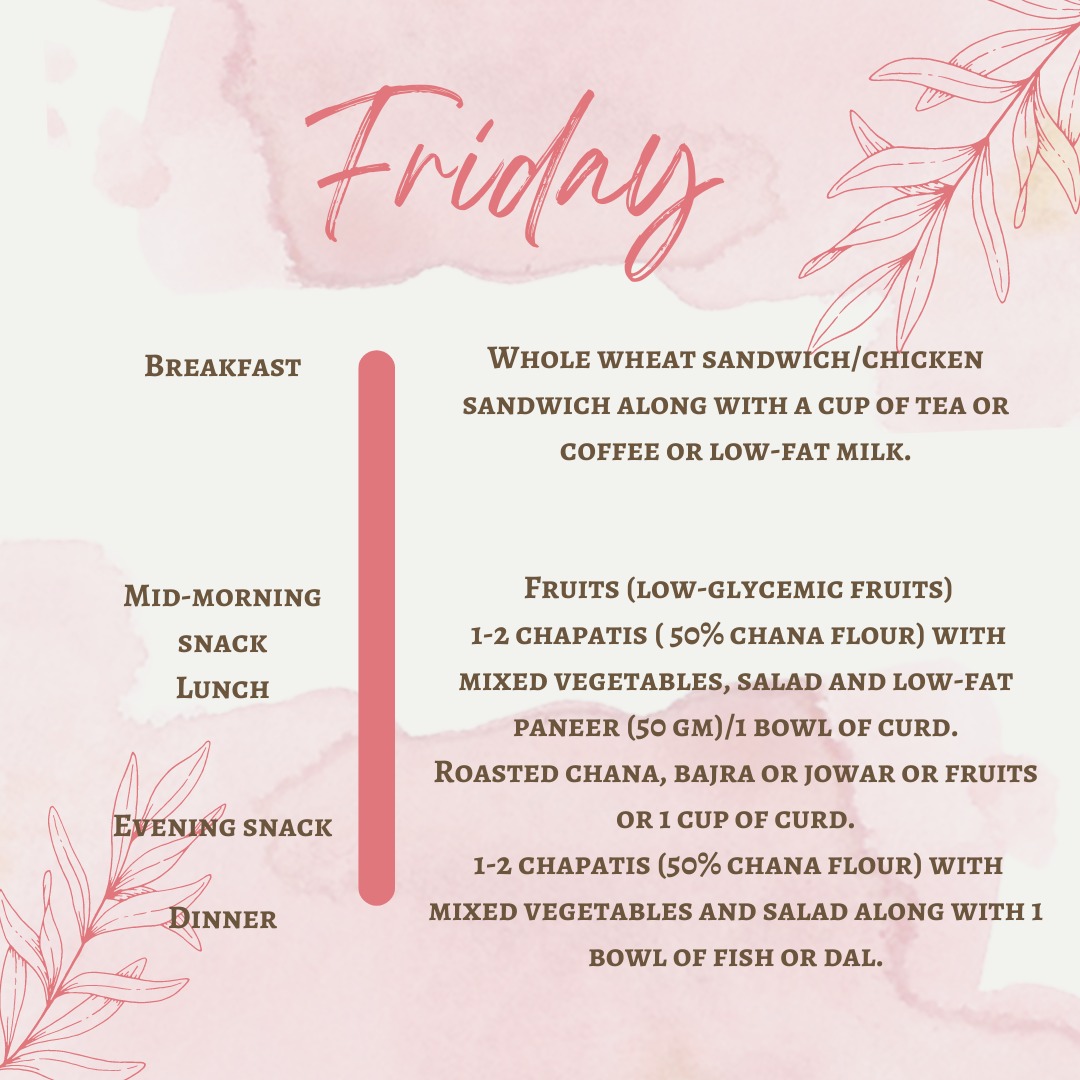 Friday
Breakfast
Whole wheat sandwich/chicken
sandwich along with a cup of tea or
coffee or low-fat milk.
Mid-morning
snack
Fruits (low-glycemic fruits)
Lunch
1-2 chapatis ( 50% chana flour) with
mixed vegetables, salad and low-fat
paneer (50 gm)/1 bowl of curd.
Evening snack
Roasted chana, bajra or jowar or fruits
or 1 cup of curd.
Dinner
1-2 chapatis (50% chana flour) with
mixed vegetables and salad along with 1
bowl of fish or dal.